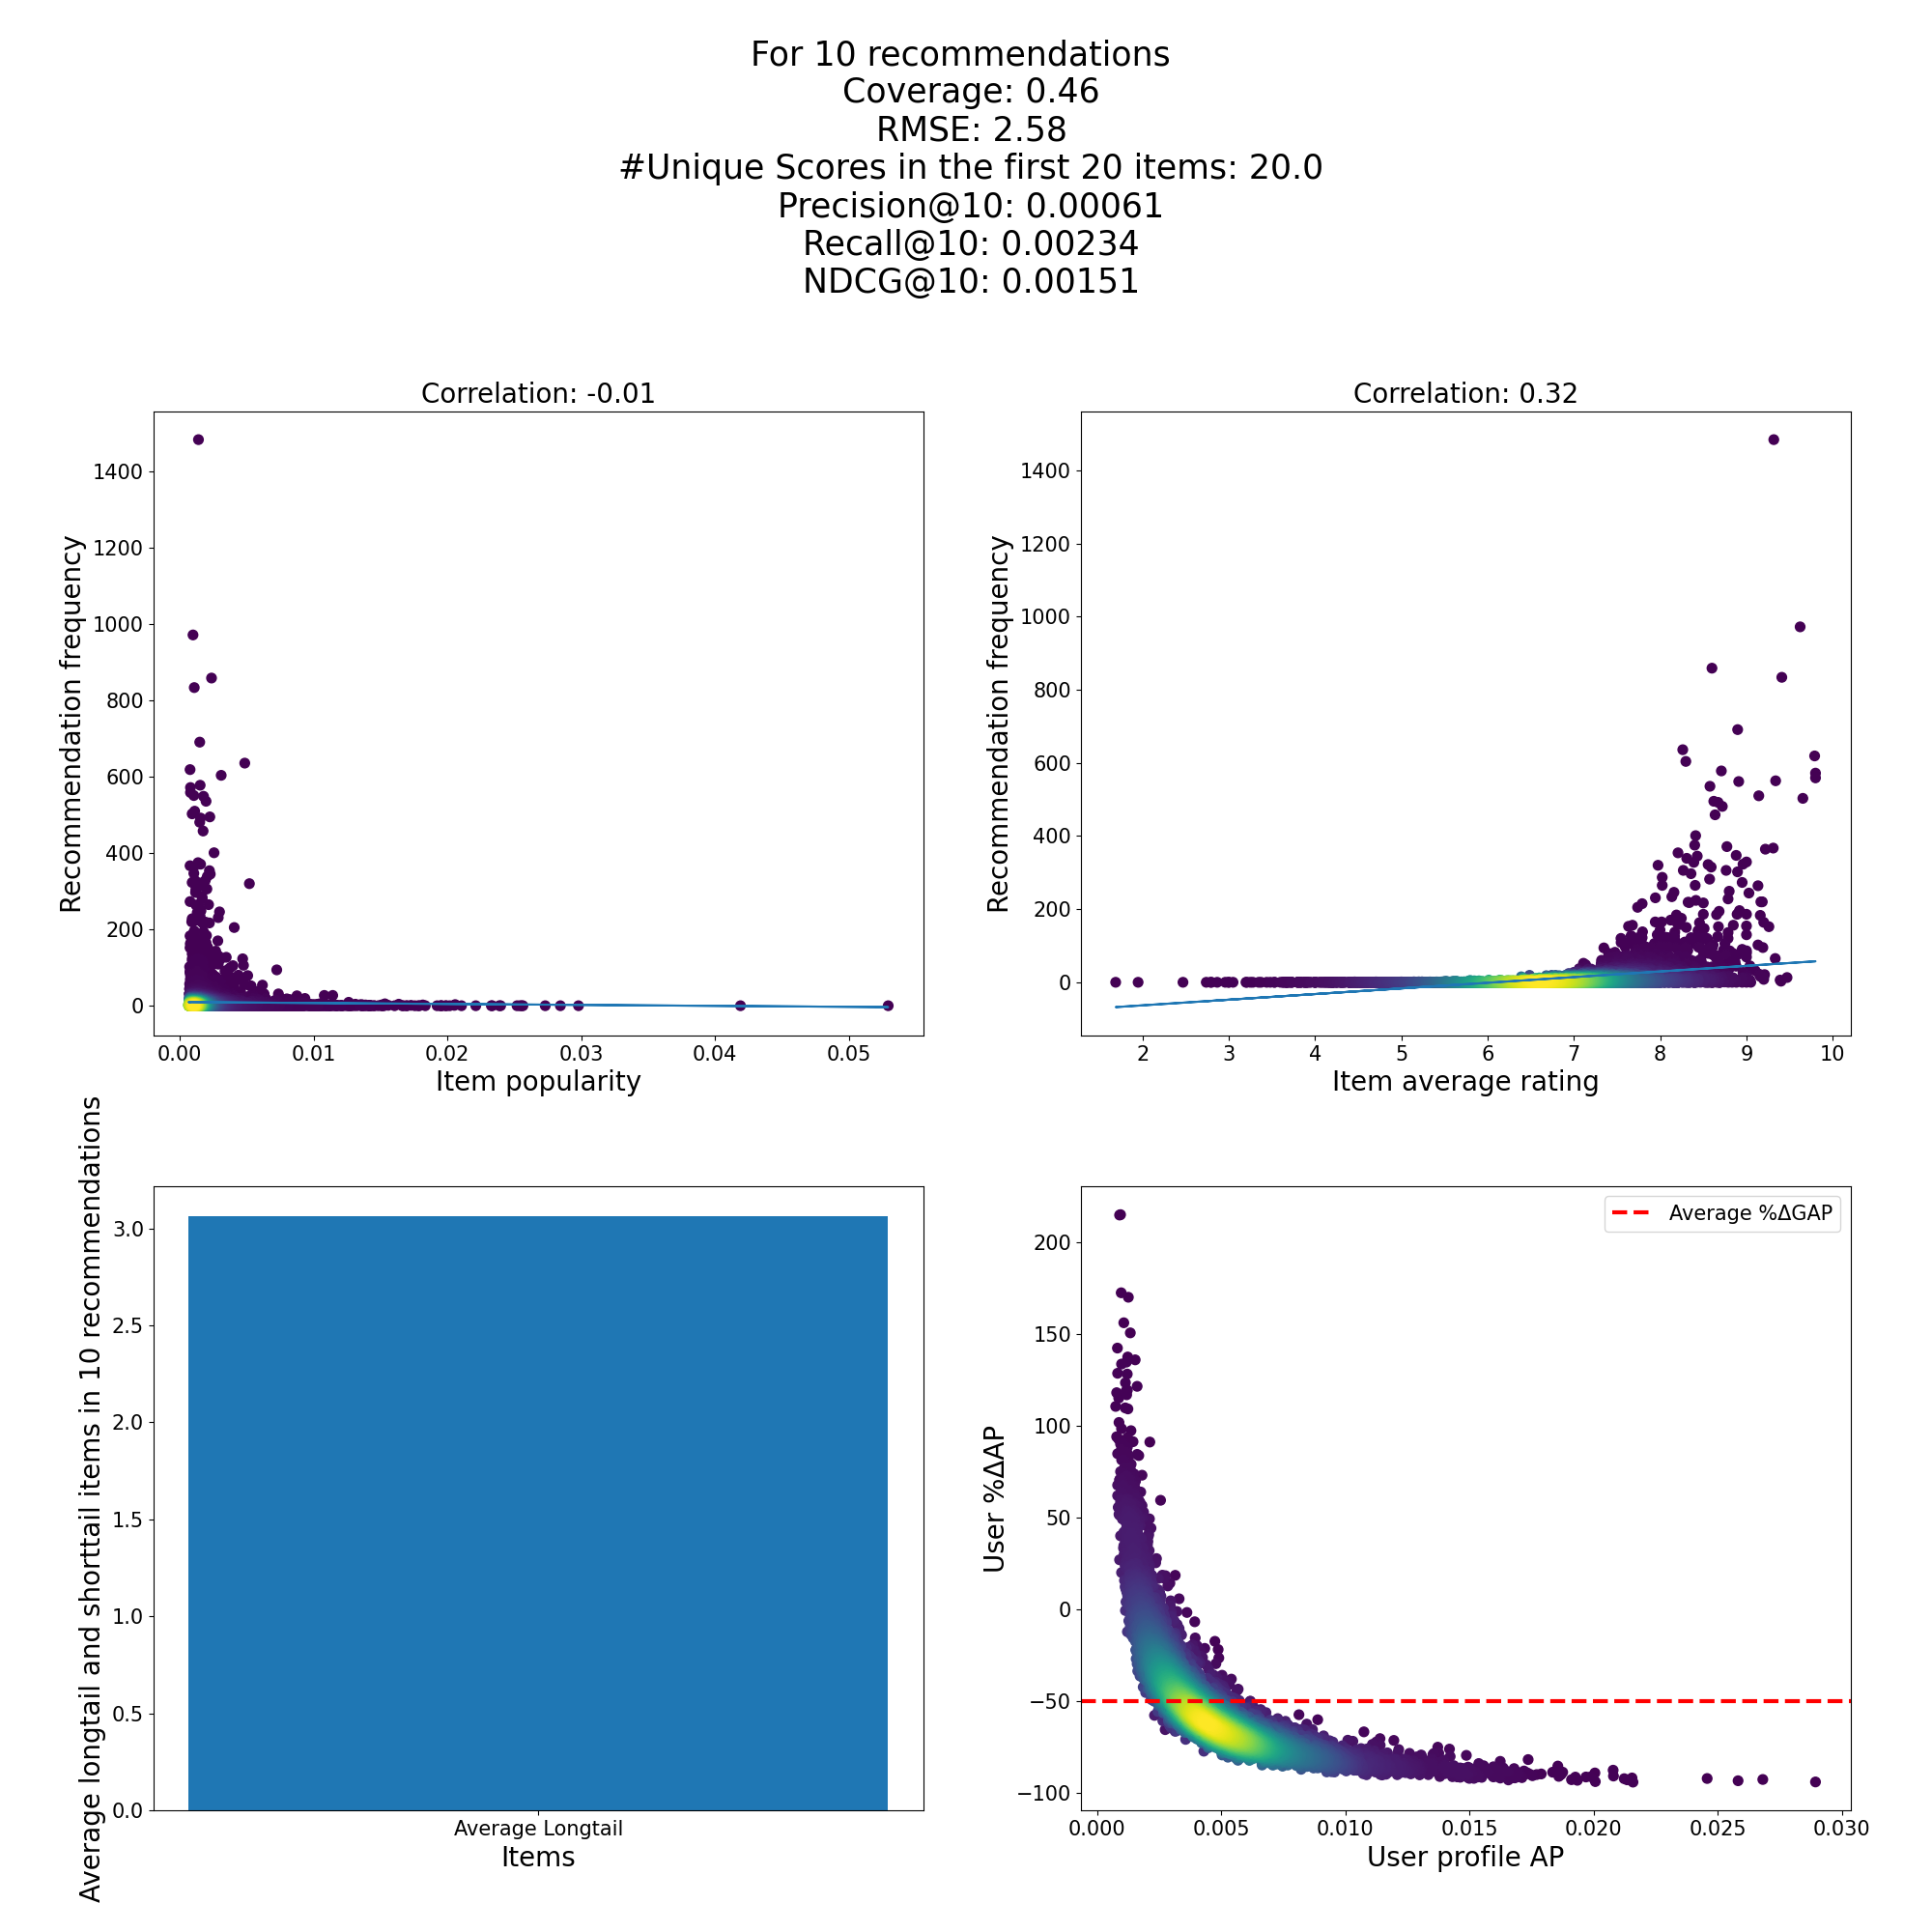 For 10 recommendations
Coverage: 0.46
RMSE: 2.58
#Unique Scores in the first 20 items: 20.0
Precision@10: 0.00061
Recall@10: 0.00234
NDCG@10: 0.00151
Correlation: -0.01
Recommendation frequency
1400
1200
1000
800
600
400
200
0
0.00 0.01 0.02 0.03 0.04 0.05
Item popularity
Correlation: 0.32
Recommendation frequency
1400
1200
1000
800
600
400
200
0
2 3 4 5 6 7 8 9 10
Item average rating
Average longtail and shorttail items in 10 recommendations
3.0
2.5
2.0
1.5
1.0
0.5
0.0
Average Longtail
Items
Average %ΔGAP
User %ΔAP
200
150
100
50
0
−50
−100
0.000 0.005 0.010 0.015 0.020 0.025 0.030
User profile AP